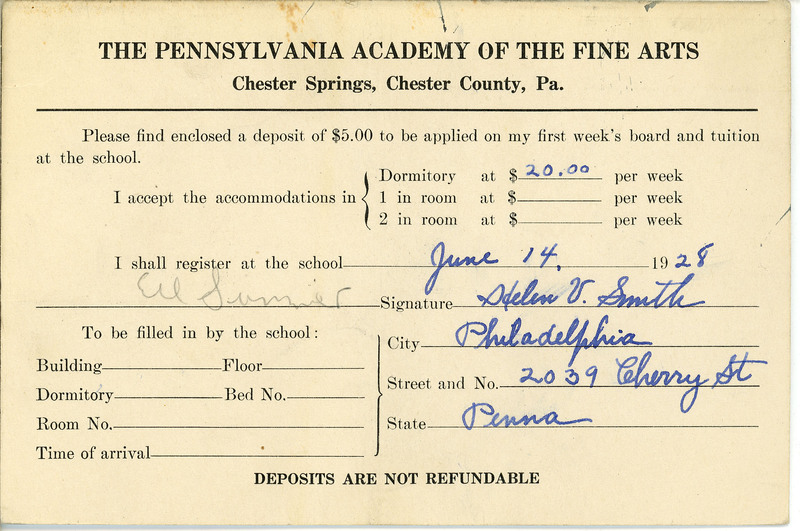 THE PENNSYLVANIA ACADEMY OF THE FINE ARTS
Chester Springs, Chester County, Pa.
Please find enclosed a deposit of $5.00 to be applied on my first week's board and tuition
at the school.
I accept the accommodations in
Dormitory at $ 20.00 per week
1 in room at $ per week
2 in room at $ per week
I shall register at the school June 14, 1928
All Summer
Signature Helen V. Smith
To be filled in by the school:
City Philadelphia
Building Floor
Street and No. 2039 Cherry St
Dormitory Bed No.
State Penna
Room No.
Time of arrival
DEPOSITS ARE NOT REFUNDABLE